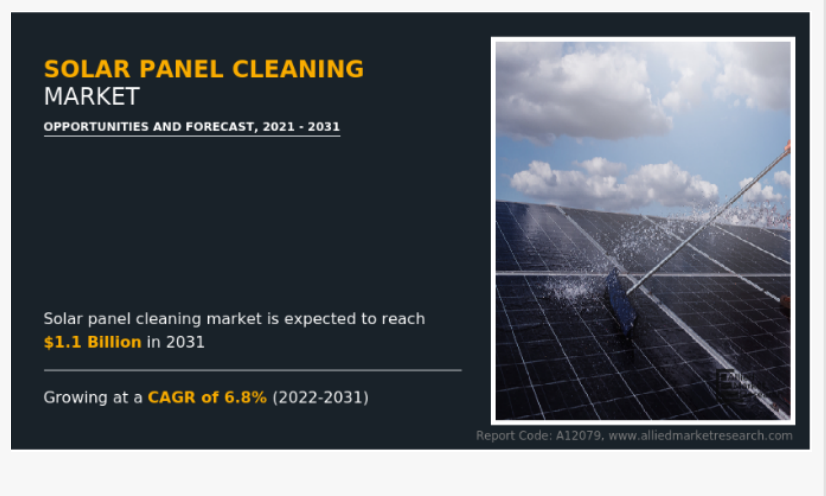 SOLAR PANEL CLEANING
MARKET
OPPORTUNITIES AND FORECAST, 2021 - 2031
Solar panel cleaning market is expected to reach
$1.1 Billion in 2031
Growing at a CAGR of 6.8% (2022-2031)
Report Code: A12079, www.alliedmarketresearch.com